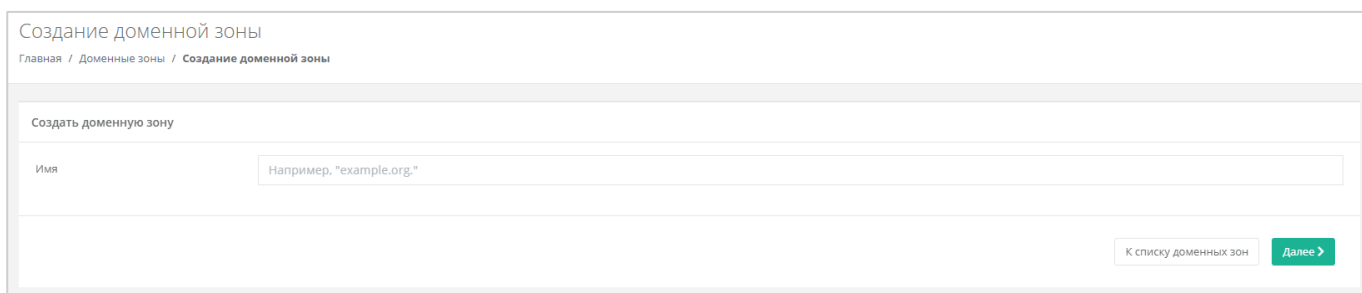 Создание доменной зоны
Главная / Доменные зоны / Создание доменной зоны
Создать доменную зону
Имя
Например, "example.org."
К списку доменных зон
Далее